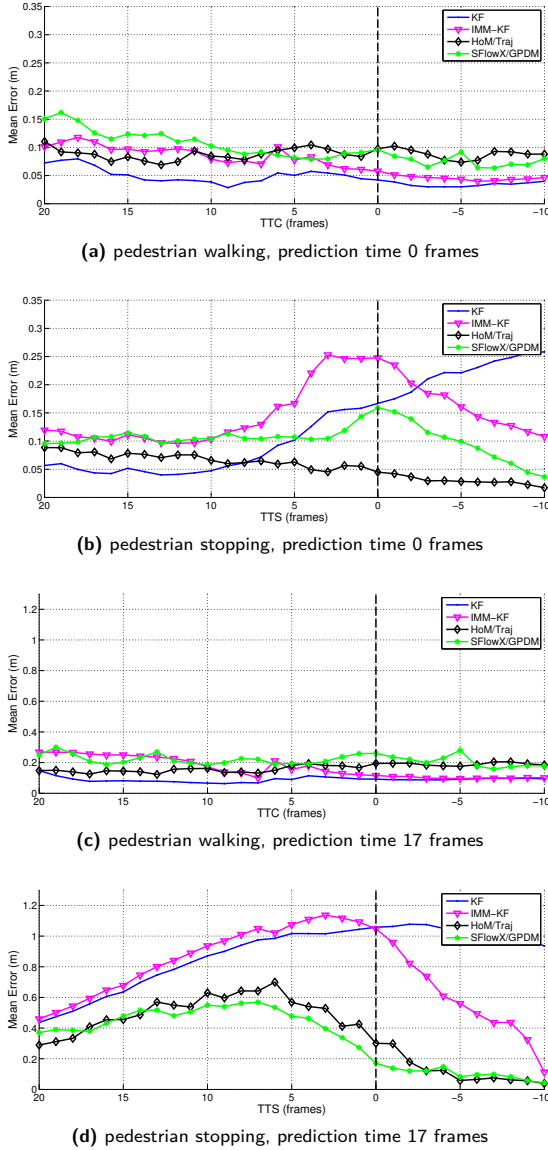 0.35
0.3
0.25
0.2
0.15
0.1
0.05
0
Mean Error (m)
20 15 10 5 0 −5 −10
TTC (frames)
KF
IMM−KF
HoM/Traj
SFlowX/GPDM
(a) pedestrian walking, prediction time 0 frames
0.35
0.3
0.25
0.2
0.15
0.1
0.05
0
Mean Error (m)
20 15 10 5 0 −5 −10
TTS (frames)
KF
IMM−KF
HoM/Traj
SFlowX/GPDM
(b) pedestrian stopping, prediction time 0 frames
1.2
1
0.8
0.6
0.4
0.2
0
Mean Error (m)
20 15 10 5 0 −5 −10
TTC (frames)
KF
IMM−KF
HoM/Traj
SFlowX/GPDM
(c) pedestrian walking, prediction time 17 frames
1.2
1
0.8
0.6
0.4
0.2
0
Mean Error (m)
20 15 10 5 0 −5 −10
TTS (frames)
KF
IMM−KF
HoM/Traj
SFlowX/GPDM
(d) pedestrian stopping, prediction time 17 frames